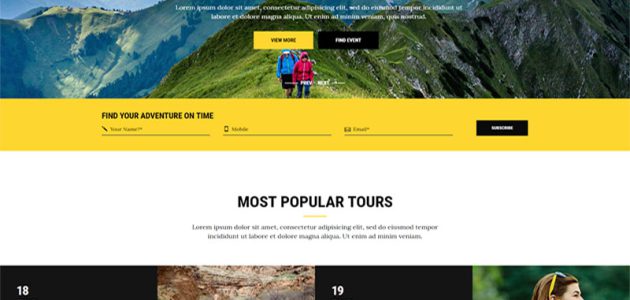 Lorem ipsum dolor sit amet, consectetur adipisicing elit, sed do eiusmod tempor incididunt ut labore et dolore
magna aliqua. Ut enim ad minim veniam, quis nostrud.
VIEW MORE
FIND EVENT
PREV
NEXT
FIND YOUR ADVENTURE ON TIME
Your Name?*
Mobile
Email*
SUBSCRIBE
MOST POPULAR TOURS
Lorem ipsum dolor sit amet, consectetur adipiscing elit, sed do eiusmod tempor
incididunt ut labore et dolore magna aliqua. Ut enim ad minim veniam.
18
19